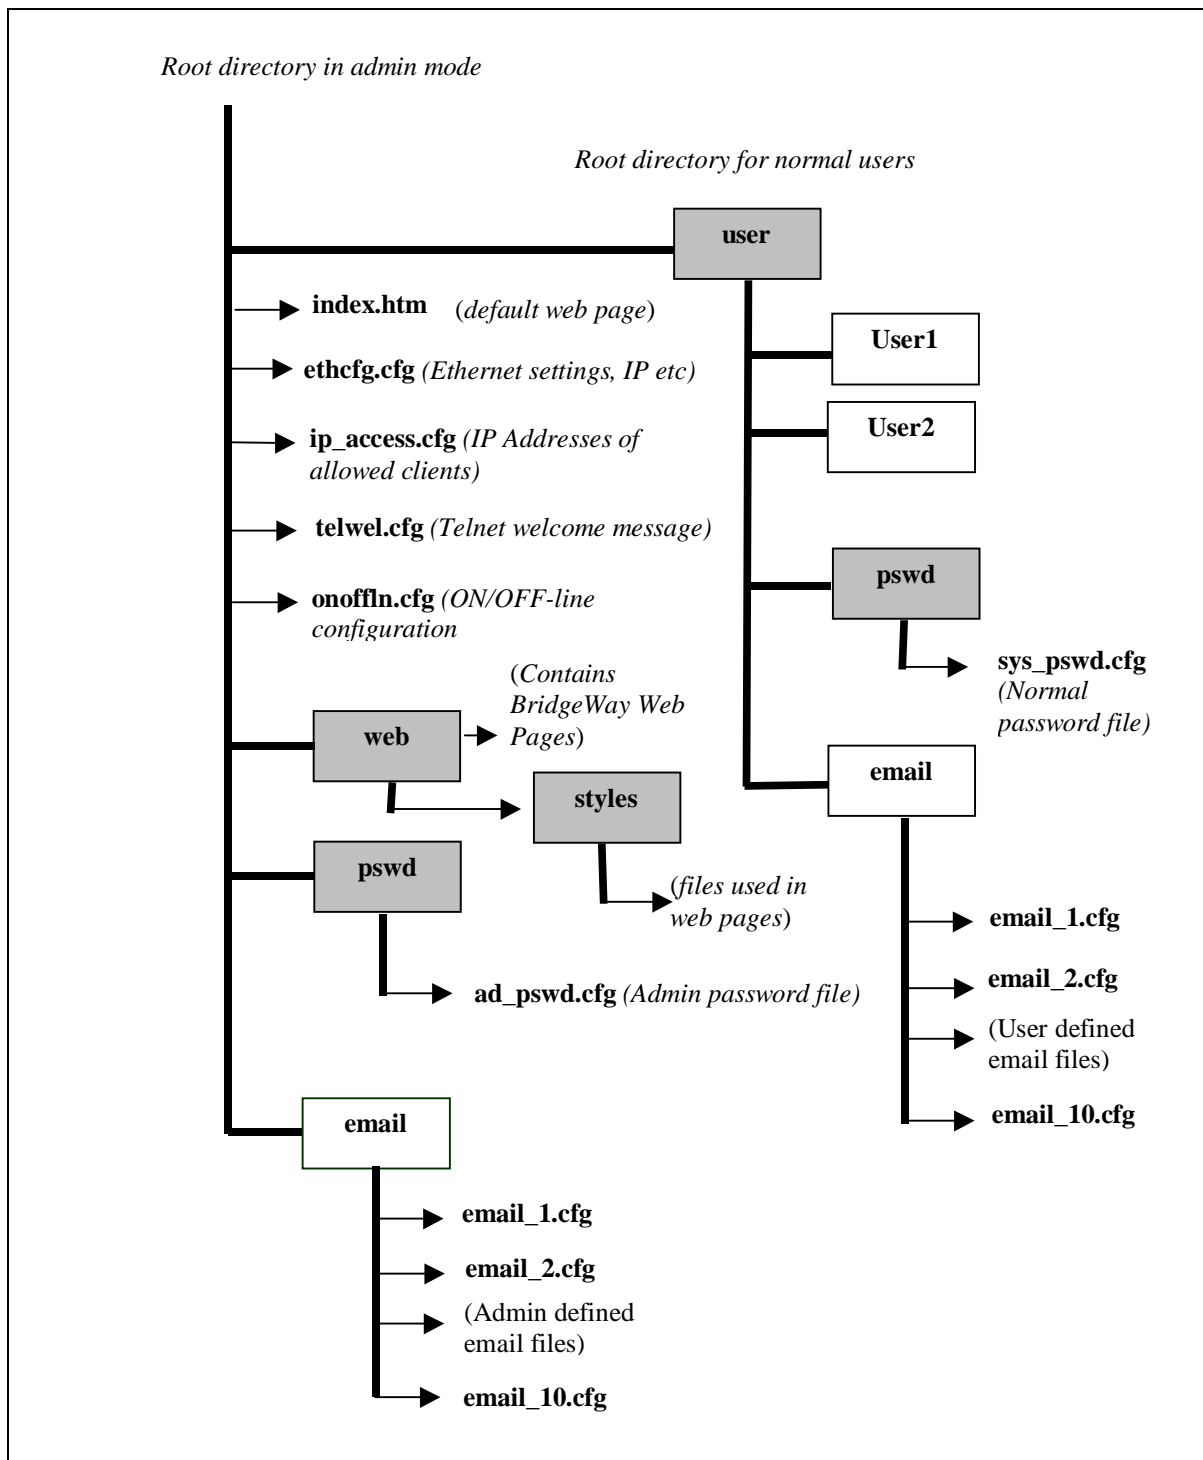 Root directory in admin mode
Root directory for normal users
user
index.htm (default web page)
User1
ethcfg.cfg (Ethernet settings, IP etc)
User2
ip_access.cfg (IP Addresses of
allowed clients)
telwel.cfg (Telnet welcome message)
pswd
onoffln.cfg (ON/OFF-line
configuration
sys_pswd.cfg
(Normal
password file)
(Contains
BridgeWay Web
Pages)
web
email
styles
pswd
(files used in
web pages)
email_1.cfg
email_2.cfg
ad_pswd.cfg (Admin password file)
(User defined
email files)
email_10.cfg
email
email_1.cfg
email_2.cfg
(Admin defined
email files)
email_10.cfg